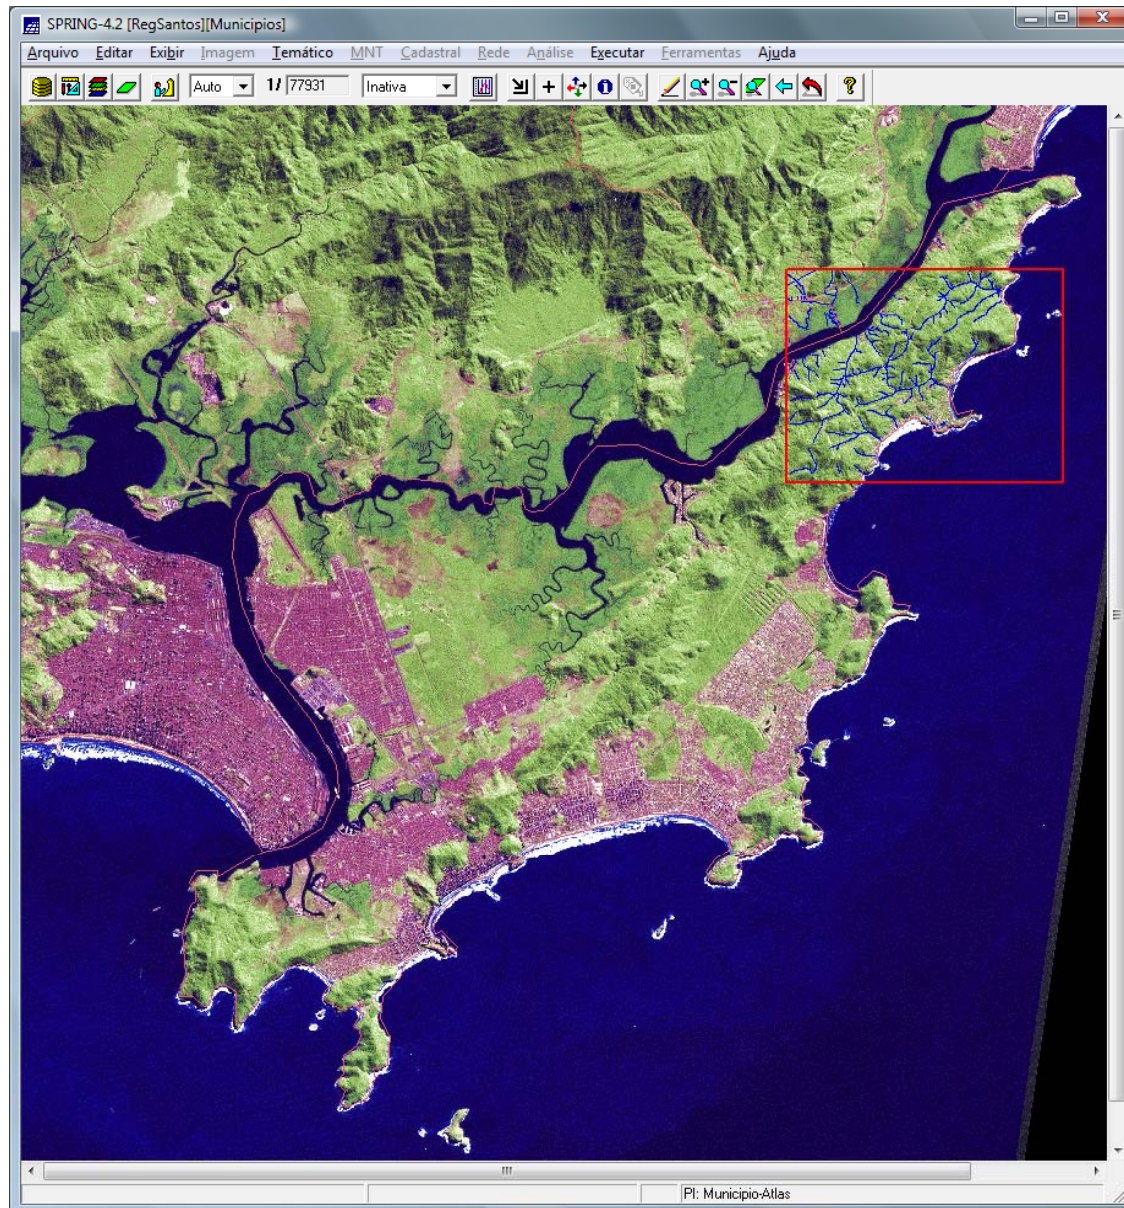 SPRING-4.2 [RegSantos][Municipios]
Arquivo Editar Exibir Imagem Temático MNT Cadastral Rede Análise Executar Ferramentas Ajuda
Auto 1/ 77931 Inativa
PI: Municipio-Atlas